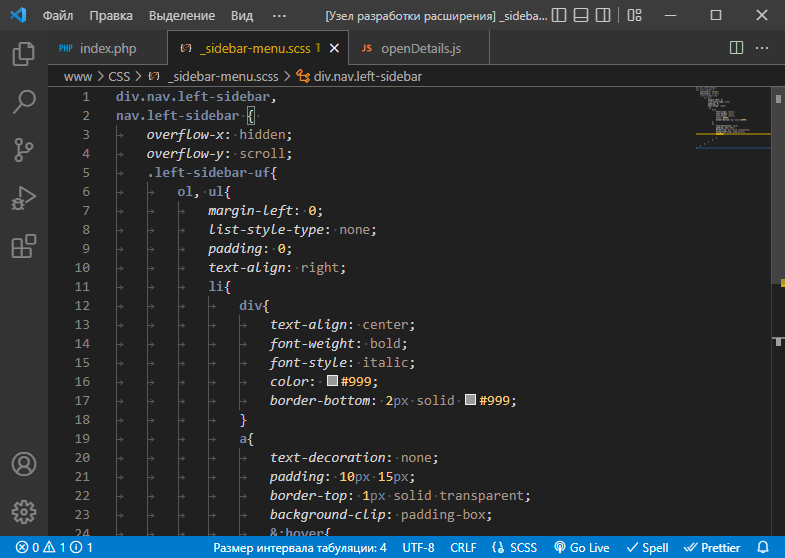 Файл Правка Выделение Вид ··· [Узел разработки расширения] _sideba...
PHP index.php _sidebar-menu.scss 1 JS openDetails.js ···
www > CSS > _sidebar-menu.scss > div.nav.left-sidebar
1 div.nav.left-sidebar,
2 nav.left-sidebar {
3 overflow-x: hidden;
4 overflow-y: scroll;
5 .left-sidebar-uf{
6 ol, ul{
7 margin-left: 0;
8 list-style-type: none;
9 padding: 0;
10 text-align: right;
11 li{
12 div{
13 text-align: center;
14 font-weight: bold;
15 font-style: italic;
16 color: #999;
17 border-bottom: 2px solid #999;
18 }
19 a{
20 text-decoration: none;
21 padding: 10px 15px;
22 border-top: 1px solid transparent;
23 background-clip: padding-box;
24 &:hover{
0 1 1 Размер интервала табуляции: 4 UTF-8 CRLF SCSS Go Live Spell Prettier